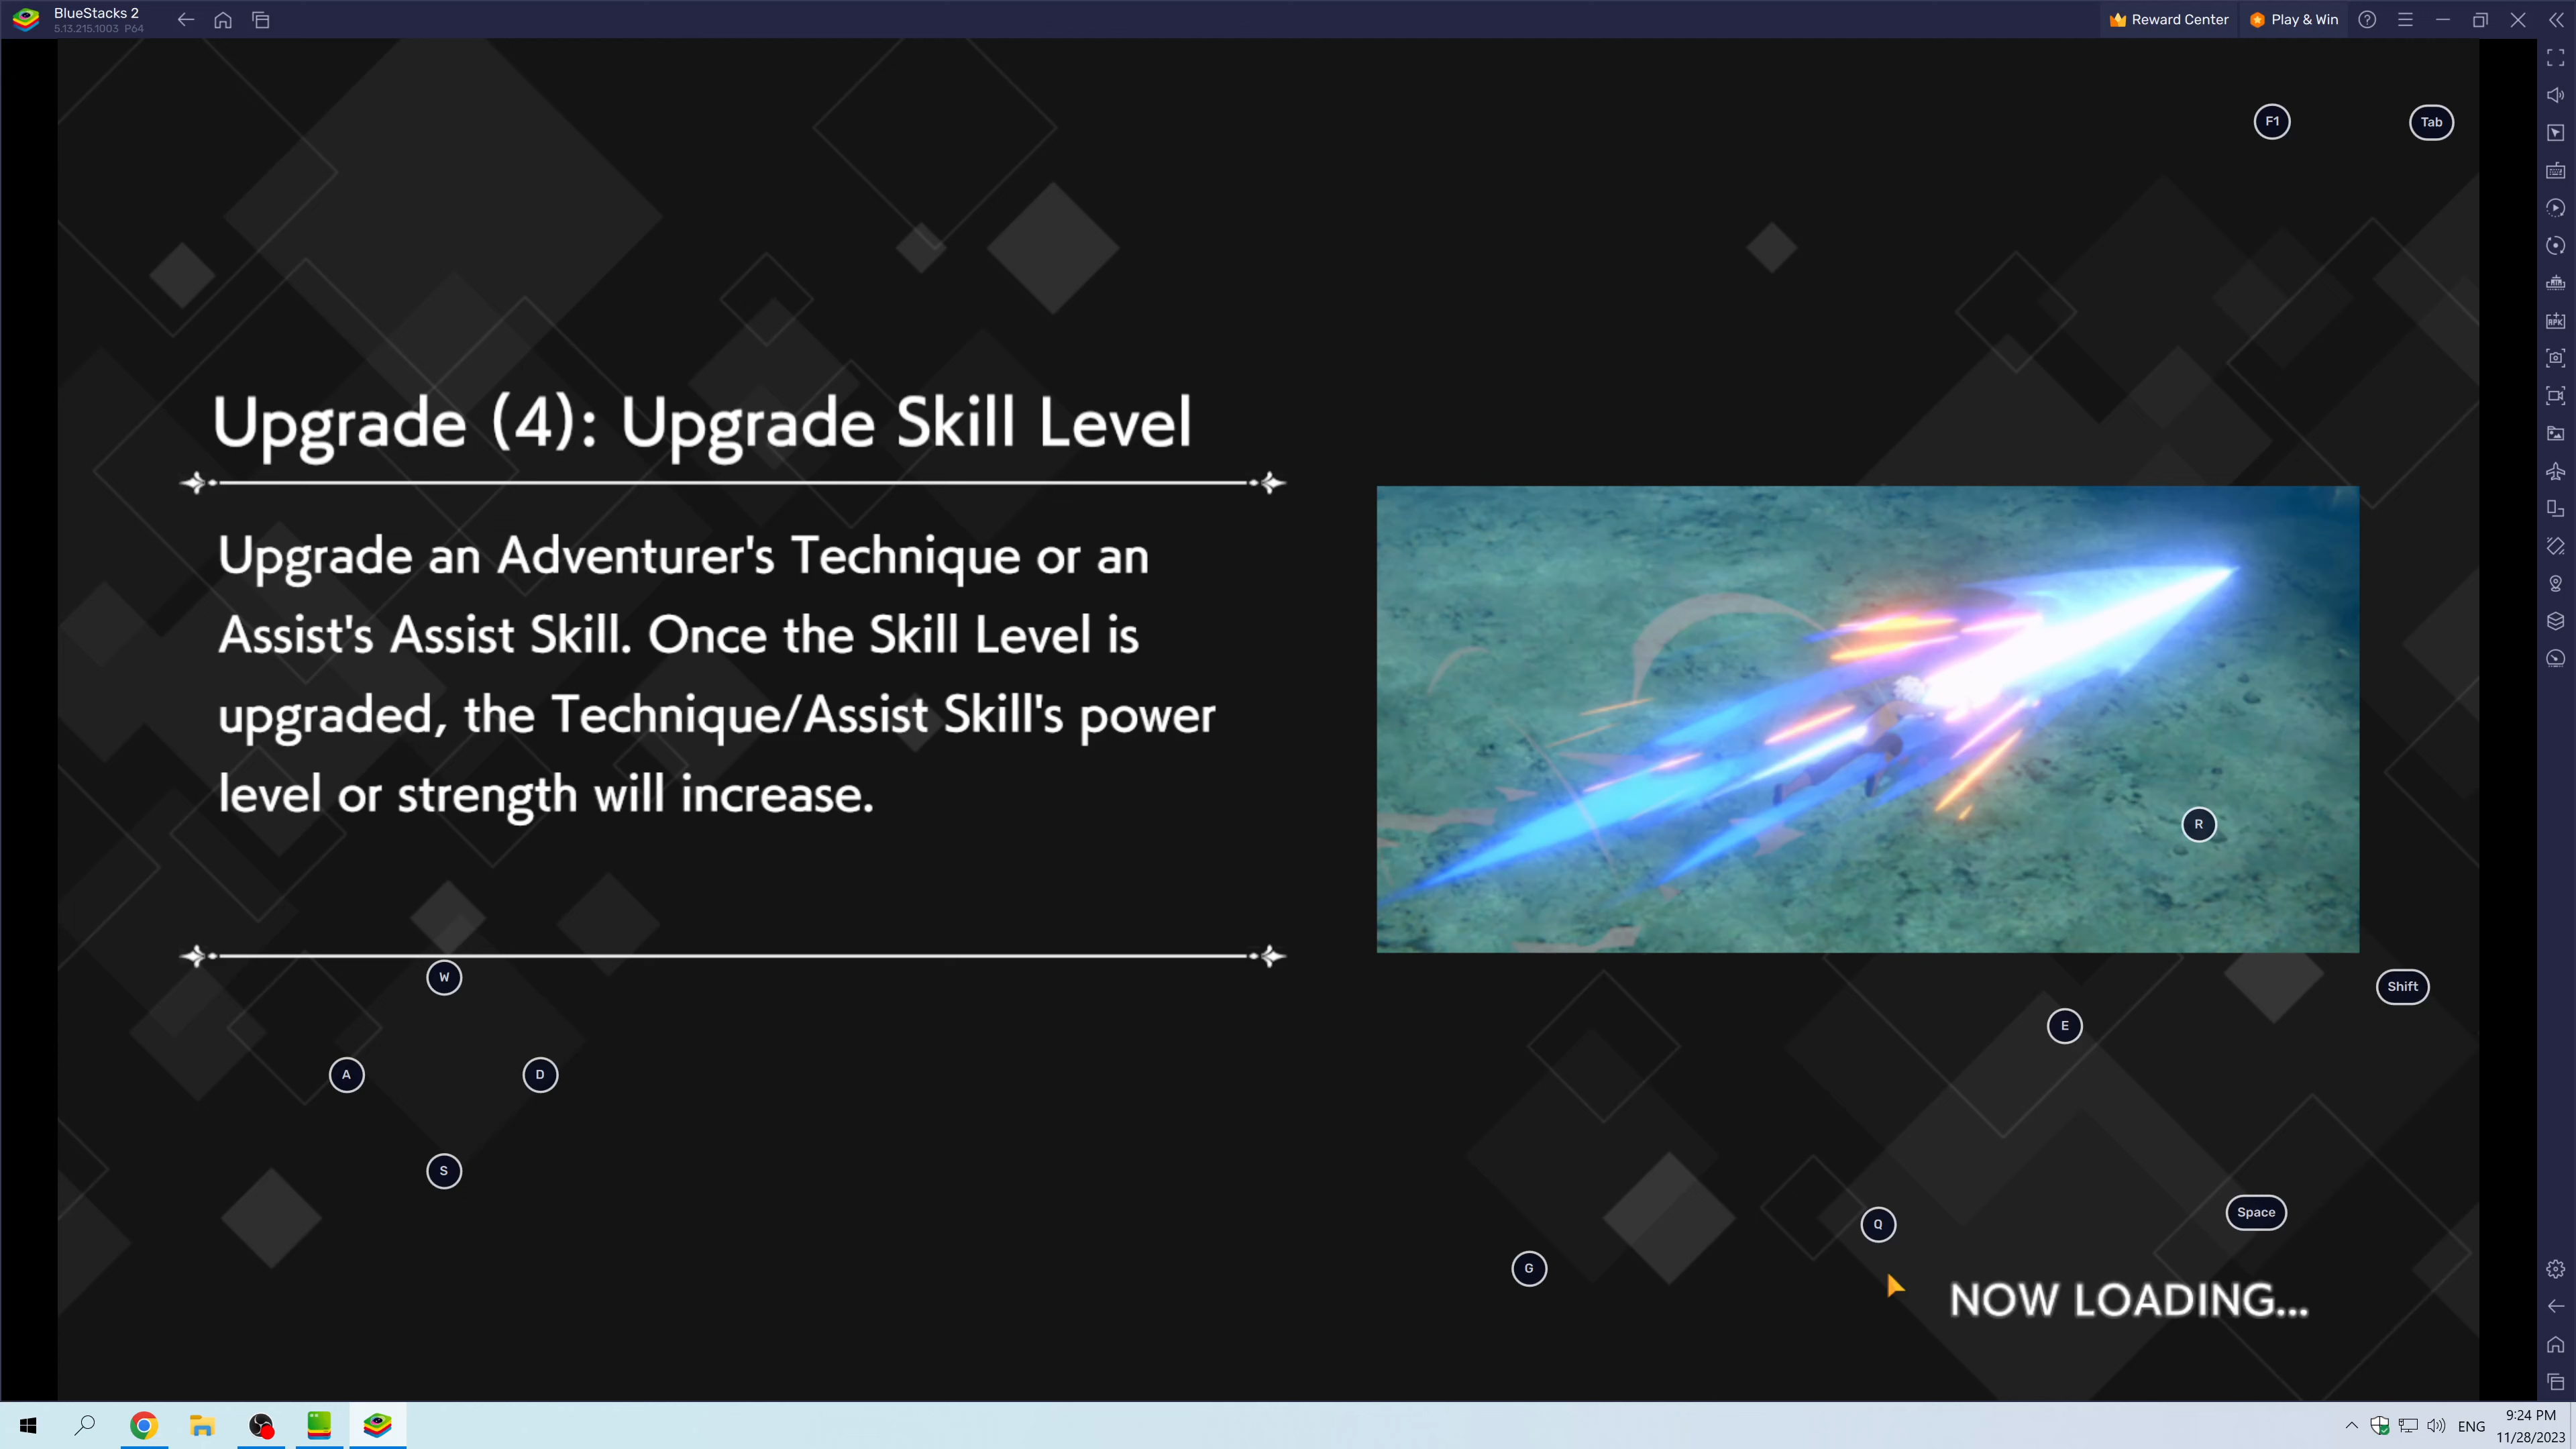 BlueStacks 2
5.13.215.1003 P64
Reward Center
Play & Win
F1
Tab
Upgrade (4): Upgrade Skill Level
Upgrade an Adventurer's Technique or an
Assist's Assist Skill. Once the Skill Level is
upgraded, the Technique/Assist Skill's power
level or strength will increase.
R
W
Shift
E
A
D
S
Space
Q
G
NOW LOADING...
ENG
9:24 PM
11/28/2023